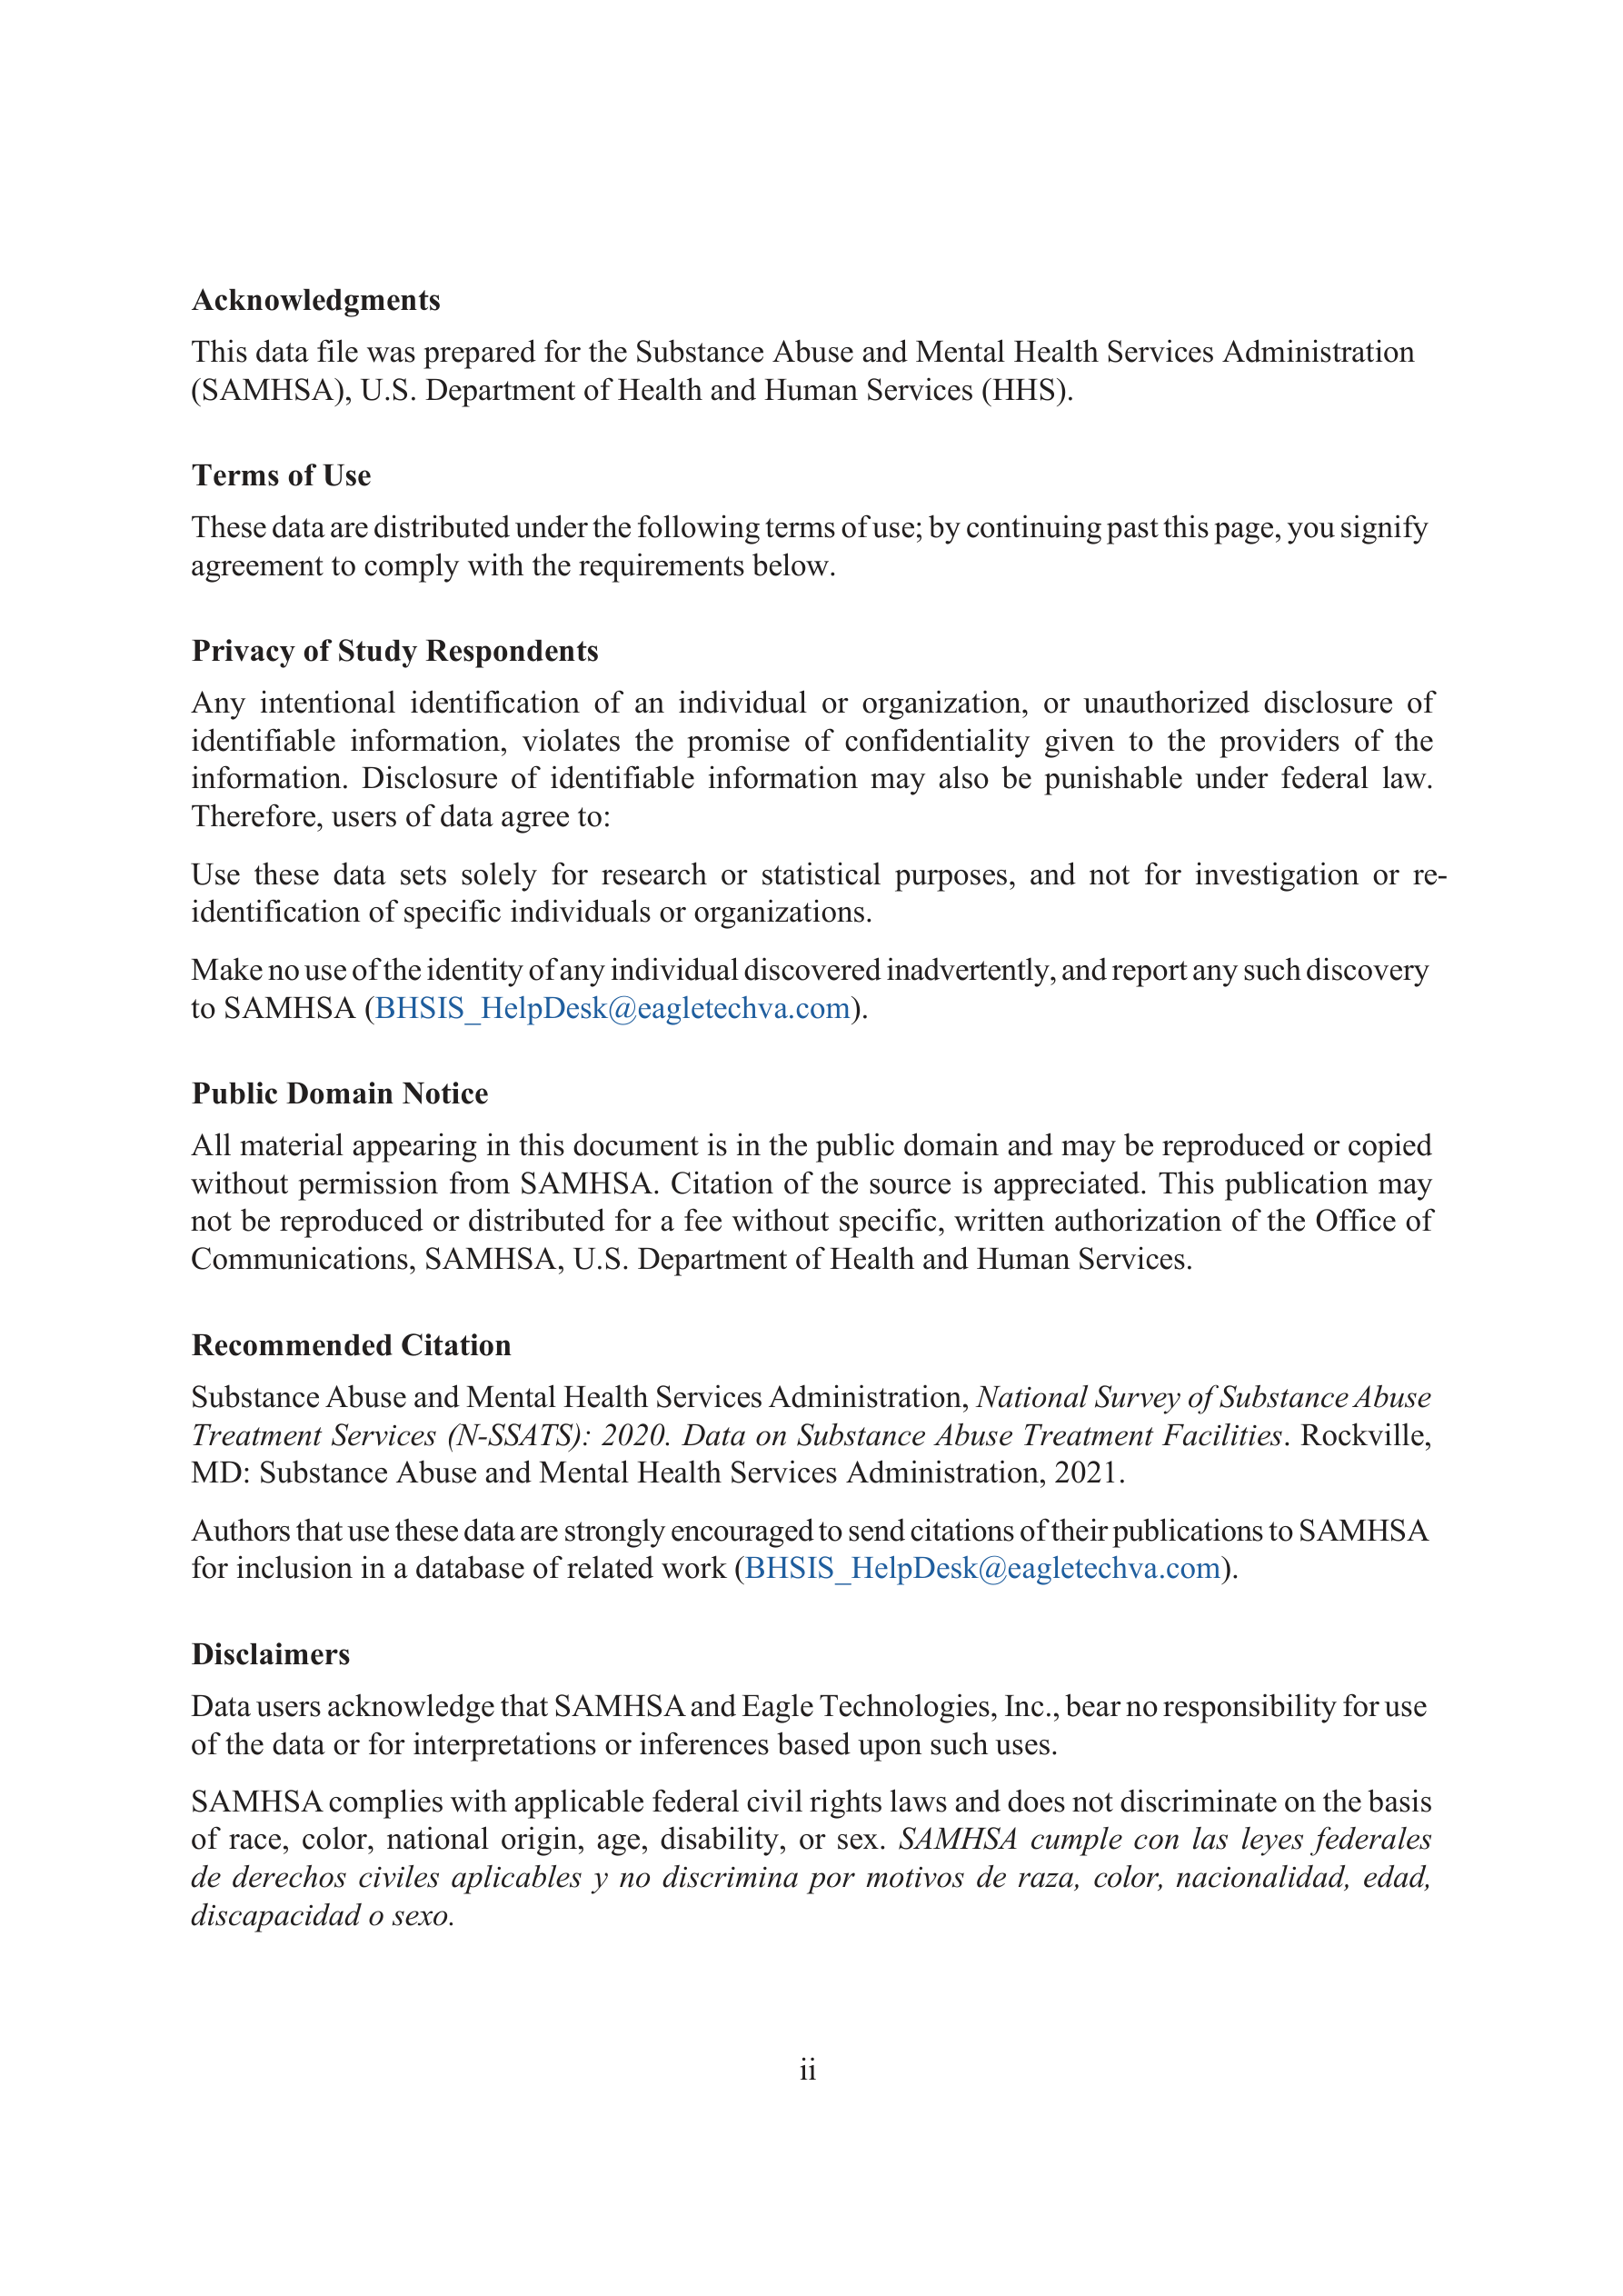 Acknowledgments
This data file was prepared for the Substance Abuse and Mental Health Services Administration
(SAMHSA), U.S. Department of Health and Human Services (HHS).
Terms of Use
These data are distributed under the following terms of use; by continuing past this page, you signify
agreement to comply with the requirements below.
Privacy of Study Respondents
Any intentional identification of an individual or organization, or unauthorized disclosure of
identifiable information, violates the promise of confidentiality given to the providers of the
information. Disclosure of identifiable information may also be punishable under federal law.
Therefore, users of data agree to:
Use these data sets solely for research or statistical purposes, and not for investigation or re-
identification of specific individuals or organizations.
Make no use of the identity of any individual discovered inadvertently, and report any such discovery
to SAMHSA (BHSIS_HelpDesk@eagletechva.com).
Public Domain Notice
All material appearing in this document is in the public domain and may be reproduced or copied
without permission from SAMHSA. Citation of the source is appreciated. This publication may
not be reproduced or distributed for a fee without specific, written authorization of the Office of
Communications, SAMHSA, U.S. Department of Health and Human Services.
Recommended Citation
Substance Abuse and Mental Health Services Administration, National Survey of Substance Abuse
Treatment Services (N-SSATS): 2020. Data on Substance Abuse Treatment Facilities. Rockville,
MD: Substance Abuse and Mental Health Services Administration, 2021.
Authors that use these data are strongly encouraged to send citations of their publications to SAMHSA
for inclusion in a database of related work (BHSIS_HelpDesk@eagletechva.com).
Disclaimers
Data users acknowledge that SAMHSA and Eagle Technologies, Inc., bear no responsibility for use
of the data or for interpretations or inferences based upon such uses.
SAMHSA complies with applicable federal civil rights laws and does not discriminate on the basis
of race, color, national origin, age, disability, or sex. SAMHSA cumple con las leyes federales
de derechos civiles aplicables y no discrimina por motivos de raza, color, nacionalidad, edad,
discapacidad o sexo.
ii